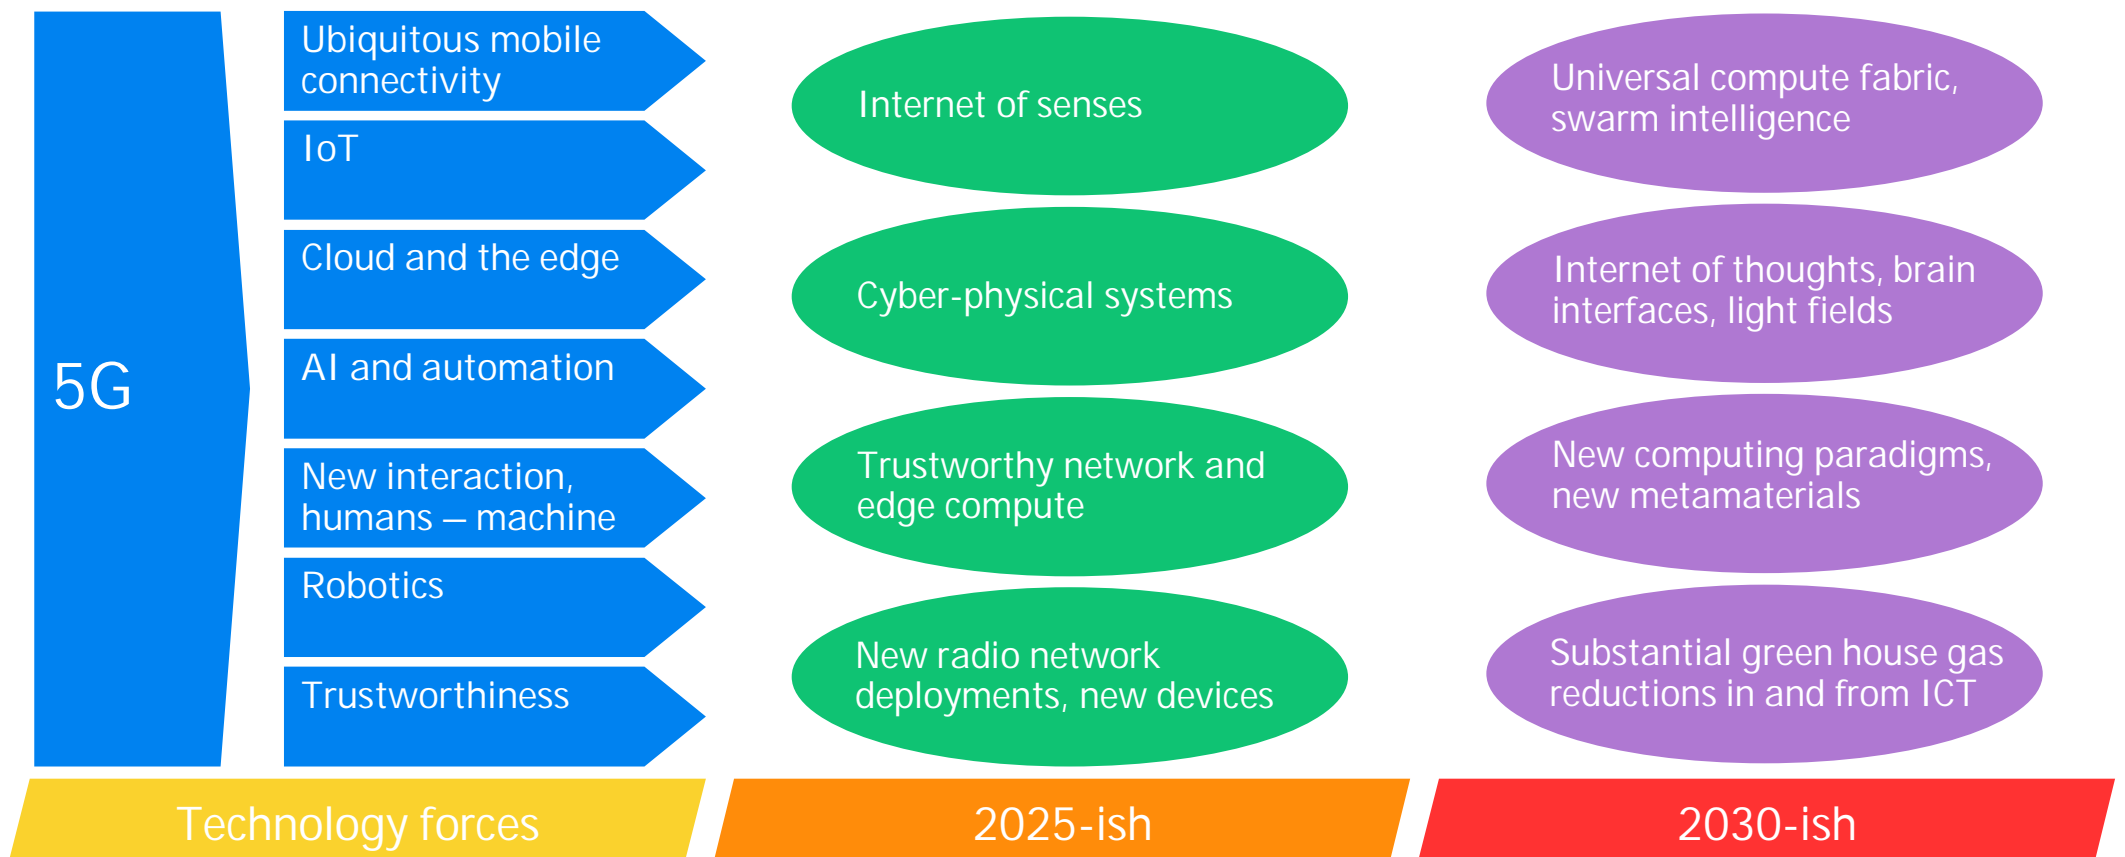 5G
Ubiquitous mobile
connectivity
IoT
Cloud and the edge
AI and automation
New interaction,
humans – machine
Robotics
Trustworthiness
Internet of senses
Cyber-physical systems
Trustworthy network and
edge compute
New radio network
deployments, new devices
Universal compute fabric,
swarm intelligence
Internet of thoughts, brain
interfaces, light fields
New computing paradigms,
new metamaterials
Substantial green house gas
reductions in and from ICT
Technology forces
2025-ish
2030-ish